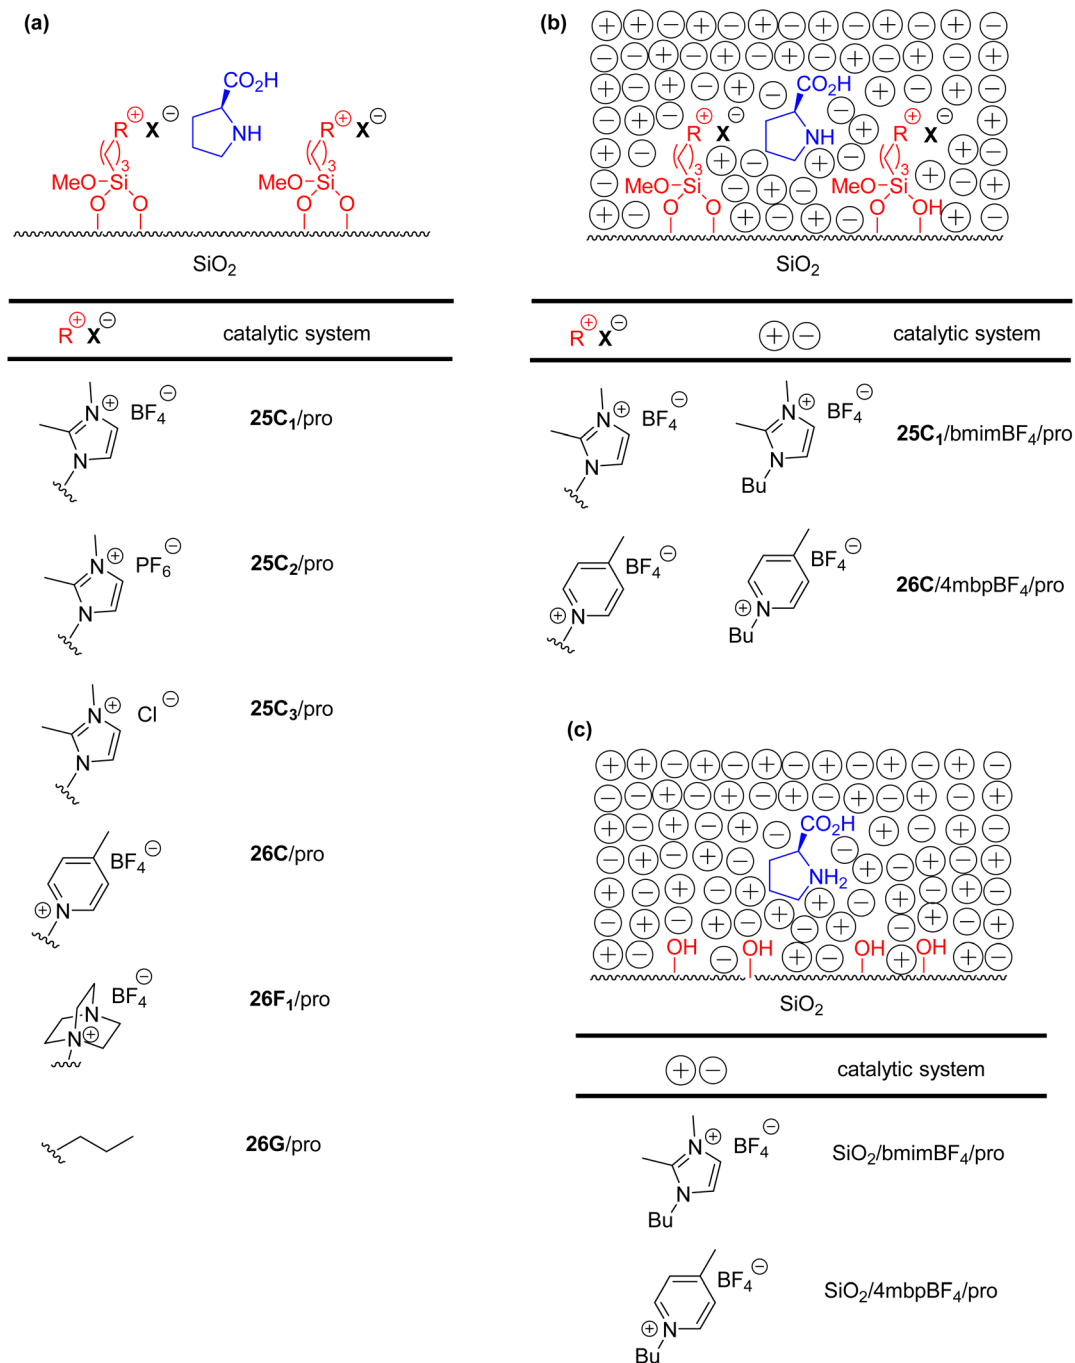 (a)
CO₂H
NH
R⊕ X⊖
R⊕ X⊖
3
3
MeO Si
MeO Si
O O
O O
SiO₂
R⊕X⊖ catalytic system
N⊕ BF₄⊖
N
25C₁/pro
N⊕ PF₆⊖
N
25C₂/pro
N⊕ Cl⊖
N
25C₃/pro
BF₄⊖
N⊕
26C/pro
BF₄⊖
N
N⊕
26F₁/pro
26G/pro
(b)
CO₂H
NH
R⊕ X⊖
R⊕ X⊖
3
3
MeO Si
MeO Si
O O
O OH
SiO₂
R⊕X⊖ ⊕⊖ catalytic system
N⊕ BF₄⊖
N
N⊕ BF₄⊖
N
Bu
25C₁/bmimBF₄/pro
BF₄⊖
N⊕
BF₄⊖
N⊕
Bu
26C/4mbpBF₄/pro
(c)
CO₂H
NH₂
OH OH OH OH
SiO₂
⊕⊖ catalytic system
N⊕ BF₄⊖
N
Bu
SiO₂/bmimBF₄/pro
BF₄⊖
N⊕
Bu
SiO₂/4mbpBF₄/pro